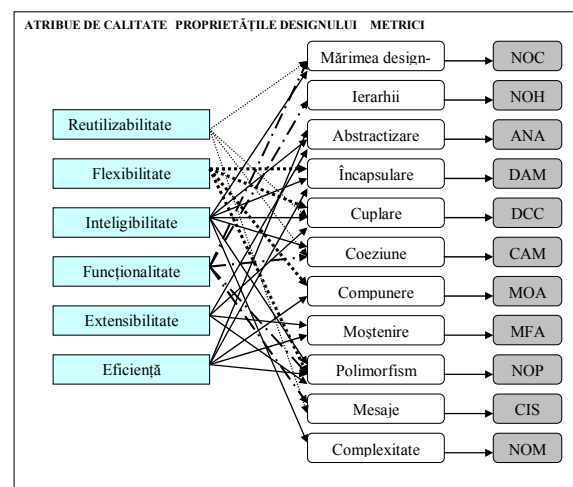 ATRIBUE DE CALITATE PROPRIETĂȚILE DESIGNULUI METRICI
Mărimea design- NOC
Ierarhii NOH
Reutilizabilitate
Abstractizare ANA
Flexibilitate
Încapsulare DAM
Inteligibilitate
Cuplare DCC
Funcționalitate
Coeziune CAM
Compunere MOA
Extensibilitate
Moștenire MFA
Eficiență
Polimorfism NOP
Mesaje CIS
Complexitate NOM